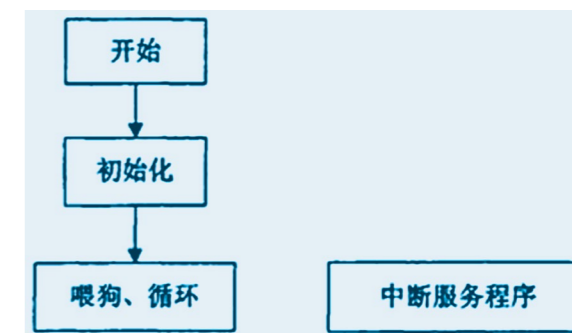 开始
初始化
喂狗、循环
中断服务程序